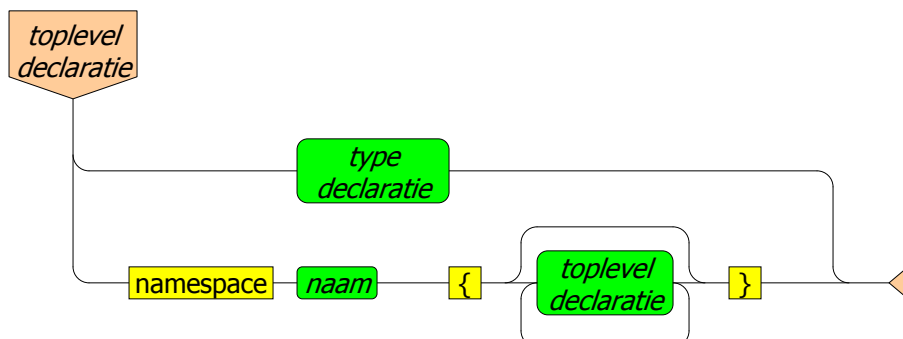 toplevel
declaratie
type
declaratie
namespace naam { toplevel
declaratie }